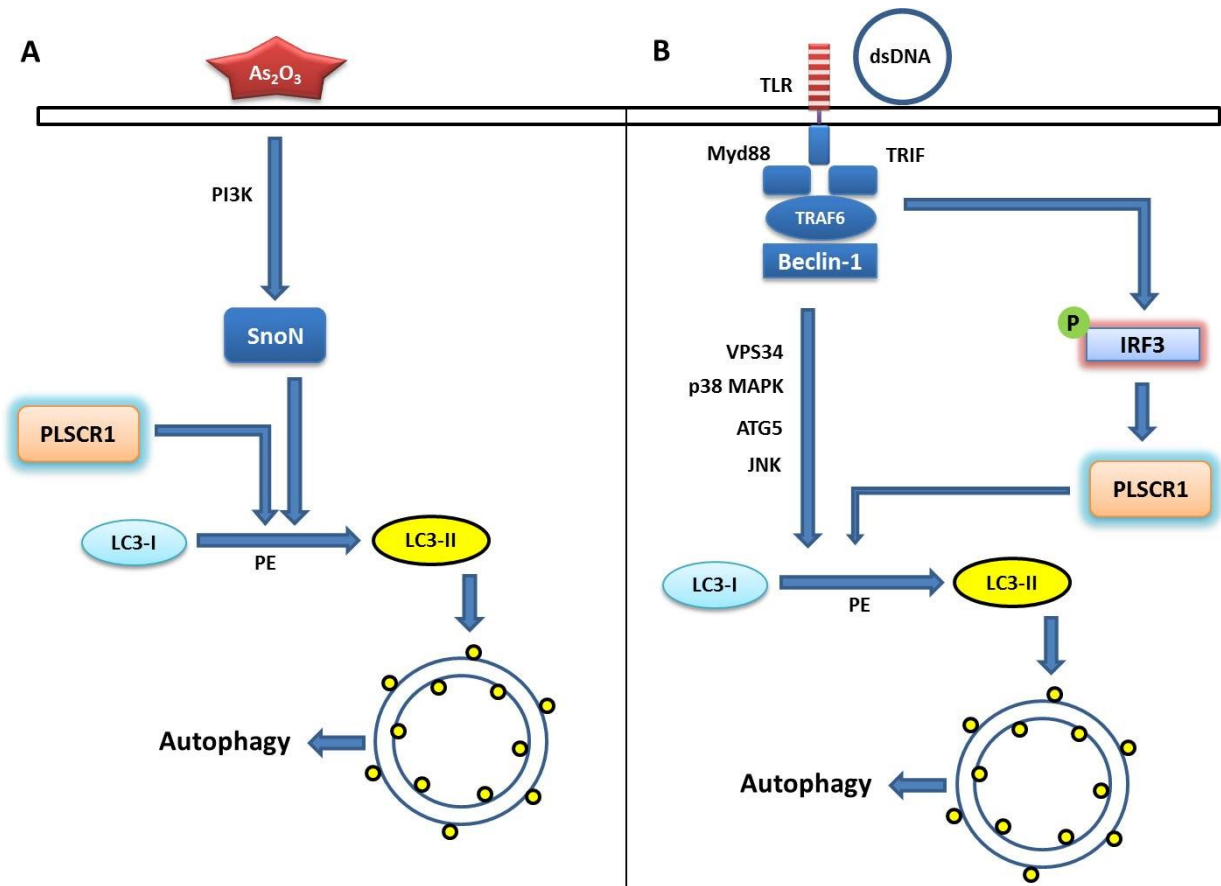 A
As₂O₃
PI3K
SnoN
PLSCR1
LC3-I
PE
LC3-II
Autophagy
B
TLR
dsDNA
Myd88
TRIF
TRAF6
Beclin-1
P
IRF3
VPS34
p38 MAPK
ATG5
JNK
PLSCR1
LC3-I
PE
LC3-II
Autophagy